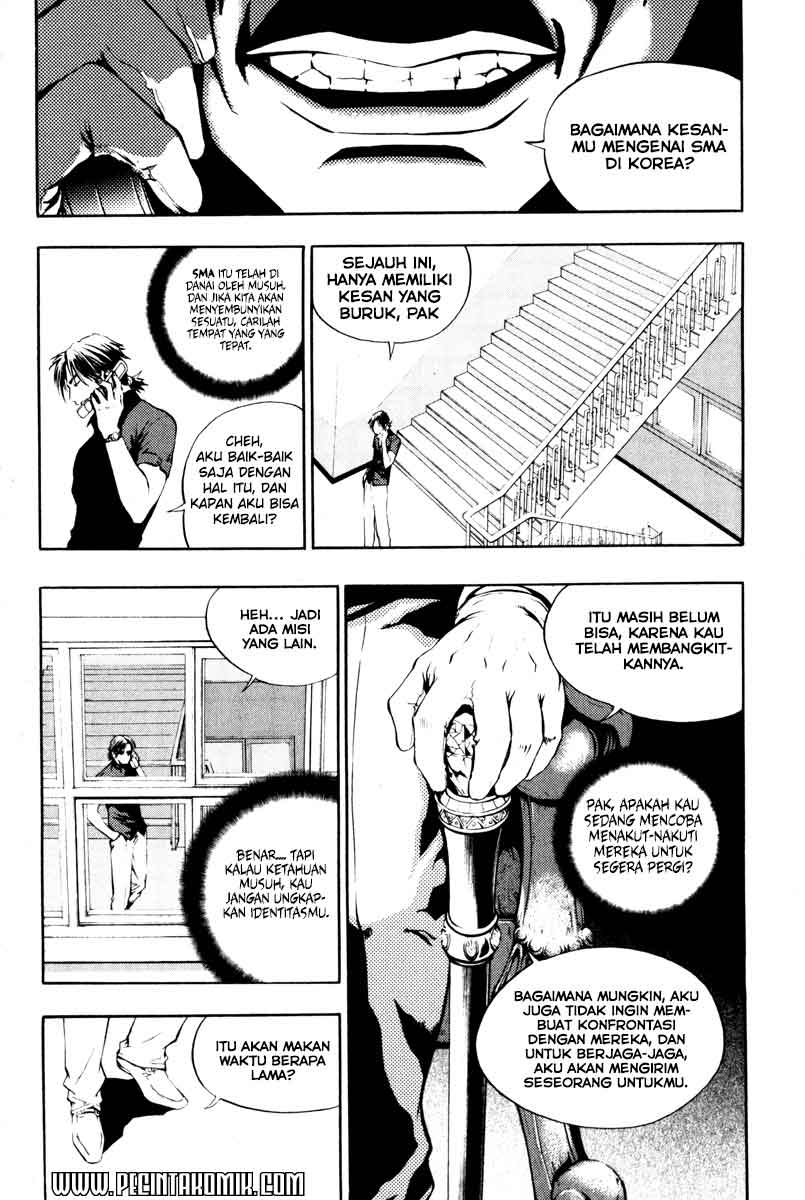 BAGAIMANA KESAN-
MU MENGENAI SMA
DI KOREA?
SEJAUH INI,
HANYA MEMILIKI
KESAN YANG
BURUK, PAK
SMA ITU TELAH DI
DANAI OLEH MUSUH.
DAN JIKA KITA AKAN
MENYEMBUNYIKAN
SESUATU, CARILAH
TEMPAT YANG YANG
TEPAT.
CHEH,
AKU BAIK-BAIK
SAJA DENGAN
HAL ITU, DAN
KAPAN AKU BISA
KEMBALI?
ITU MASIH BELUM
BISA, KARENA KAU
TELAH MEMBANGKIT-
KANNYA.
PAK, APAKAH KAU
SEDANG MENCOBA
MENAKUT-NAKUTI
MEREKA UNTUK
SEGERA PERGI?
BAGAIMANA MUNGKIN, AKU
JUGA TIDAK INGIN MEM-
BUAT KONFRONTASI
DENGAN MEREKA, DAN
UNTUK BERJAGA-JAGA,
AKU AKAN MENGIRIM
SESEORANG UNTUKMU.
HEH... JADI
ADA MISI
YANG LAIN.
BENAR.... TAPI
KALAU KETAHUAN
MUSUH, KAU
JANGAN UNGKAP-
KAN IDENTITASMU.
ITU AKAN MAKAN
WAKTU BERAPA
LAMA?
WWW.PECINTAKOMIK.COM